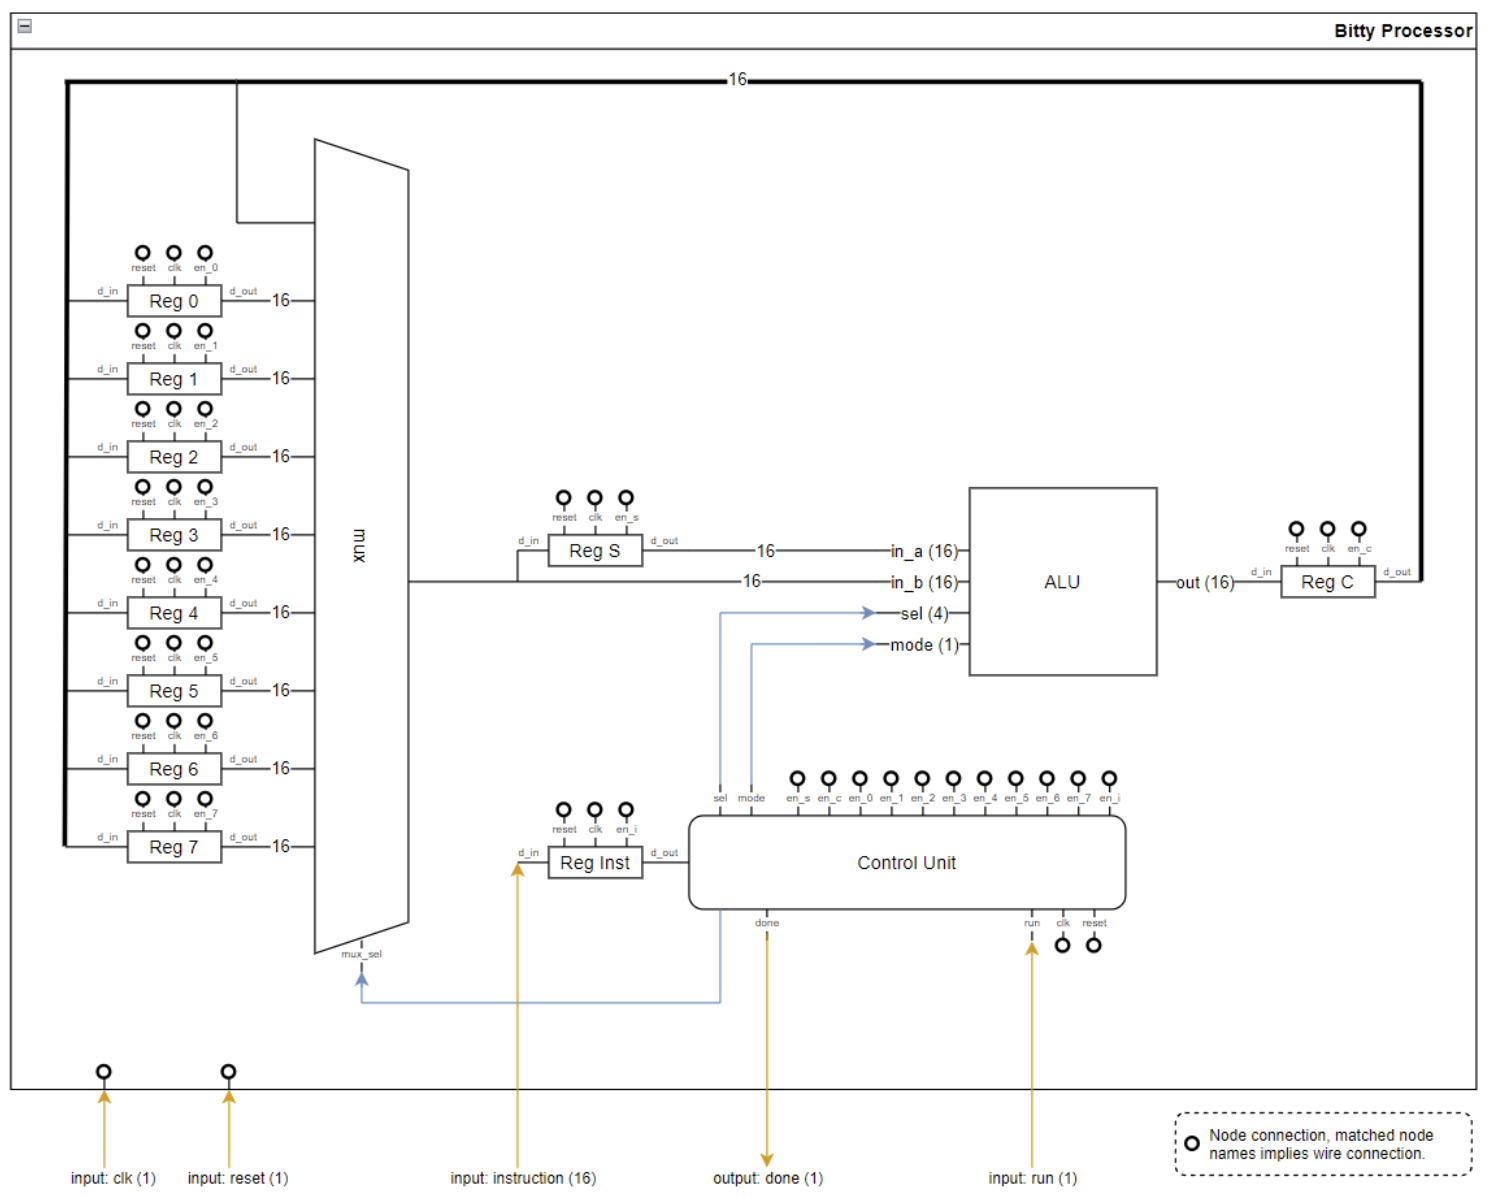 Bitty Processor
16
reset clk en_0
d_in Reg 0 d_out 16
reset clk en_1
d_in Reg 1 d_out 16
reset clk en_2
d_in Reg 2 d_out 16
reset clk en_3
d_in Reg 3 d_out 16
reset clk en_4
d_in Reg 4 d_out 16
reset clk en_5
d_in Reg 5 d_out 16
reset clk en_6
d_in Reg 6 d_out 16
reset clk en_7
d_in Reg 7 d_out 16
mux
mux_sel
reset clk en_s
d_in Reg S d_out 16 in_a (16)
16 in_b (16)
sel (4)
mode (1)
ALU
out (16)
reset clk en_c
d_in Reg C d_out
sel mode en_s en_c en_0 en_1 en_2 en_3 en_4 en_5 en_6 en_7 en_i
reset clk en_i
d_in Reg Inst d_out
Control Unit
done run clk reset
input: clk (1)
input: reset (1)
input: instruction (16)
output: done (1)
input: run (1)
Node connection, matched node
names implies wire connection.